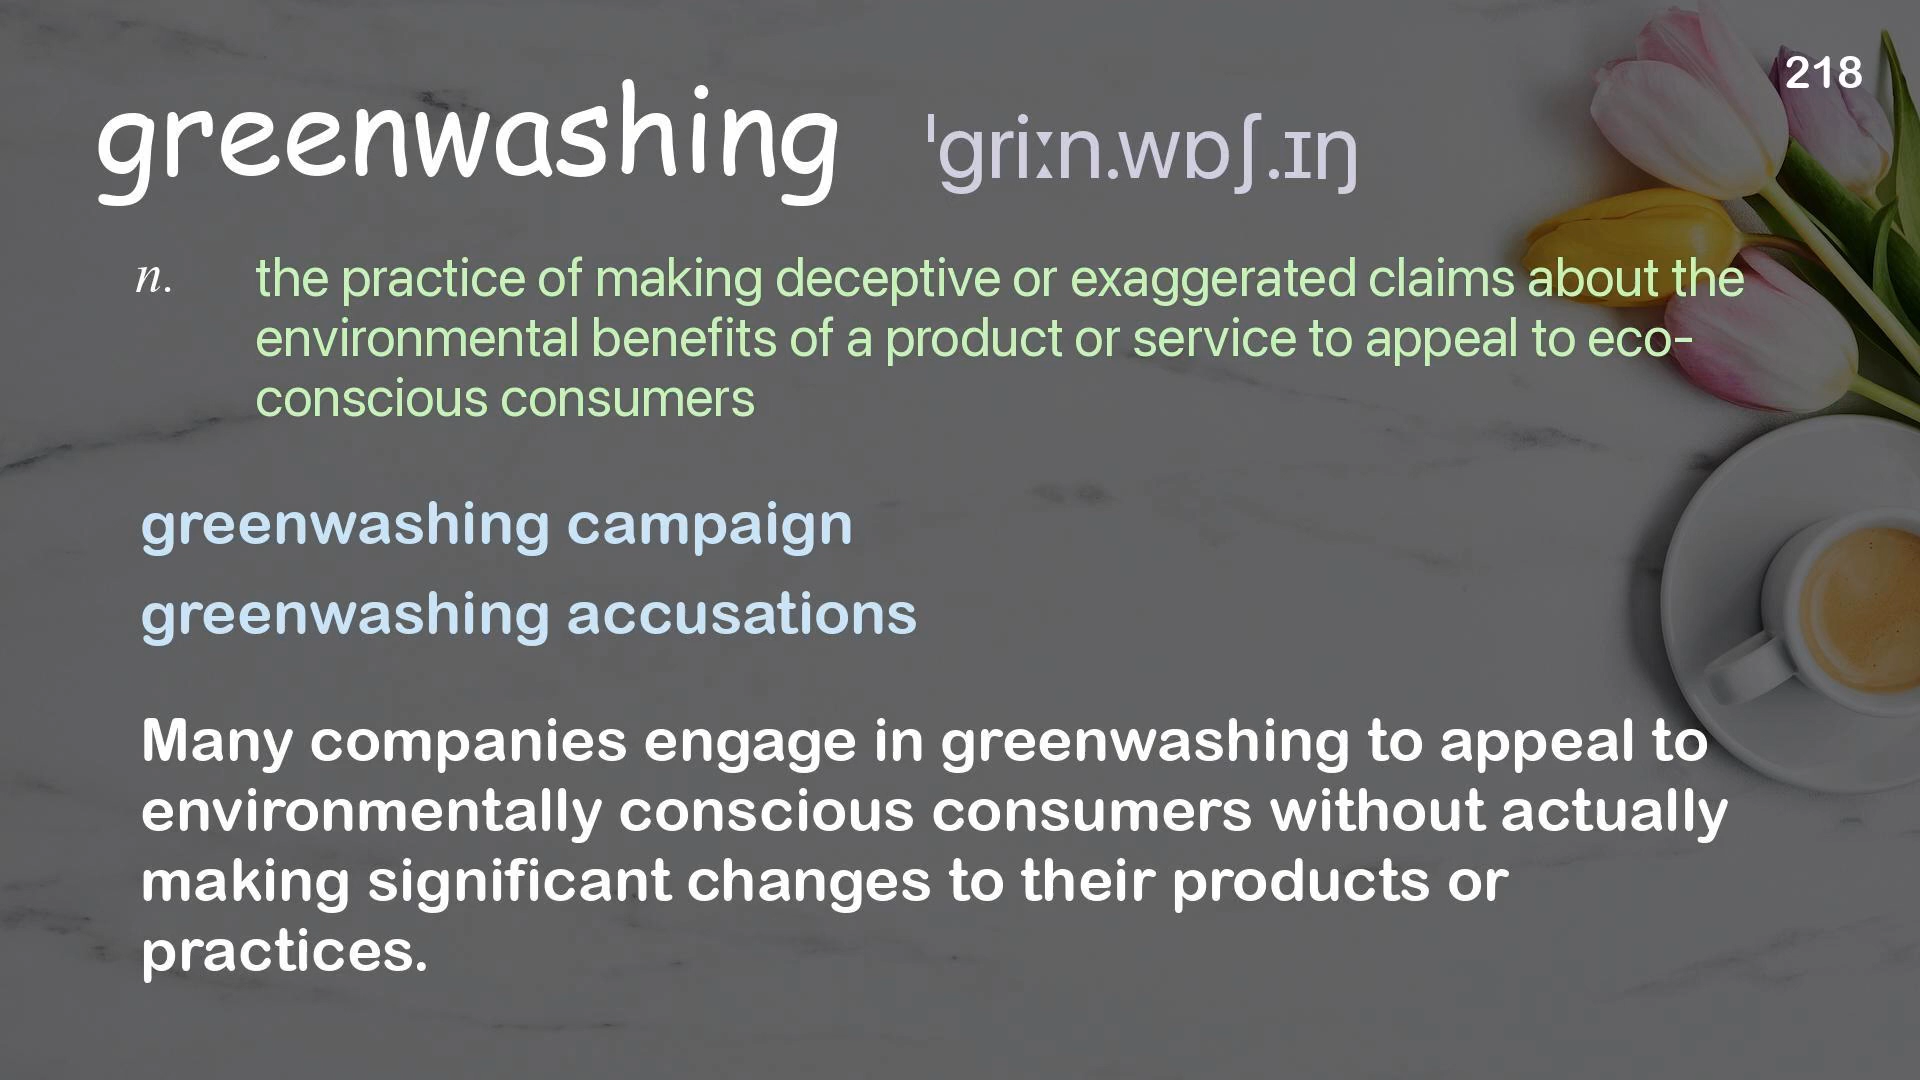 218
greenwashing ˈɡriːn.wɒʃ.ɪŋ
n. the practice of making deceptive or exaggerated claims about the
environmental benefits of a product or service to appeal to eco-
conscious consumers
greenwashing campaign
greenwashing accusations
Many companies engage in greenwashing to appeal to
environmentally conscious consumers without actually
making significant changes to their products or
practices.